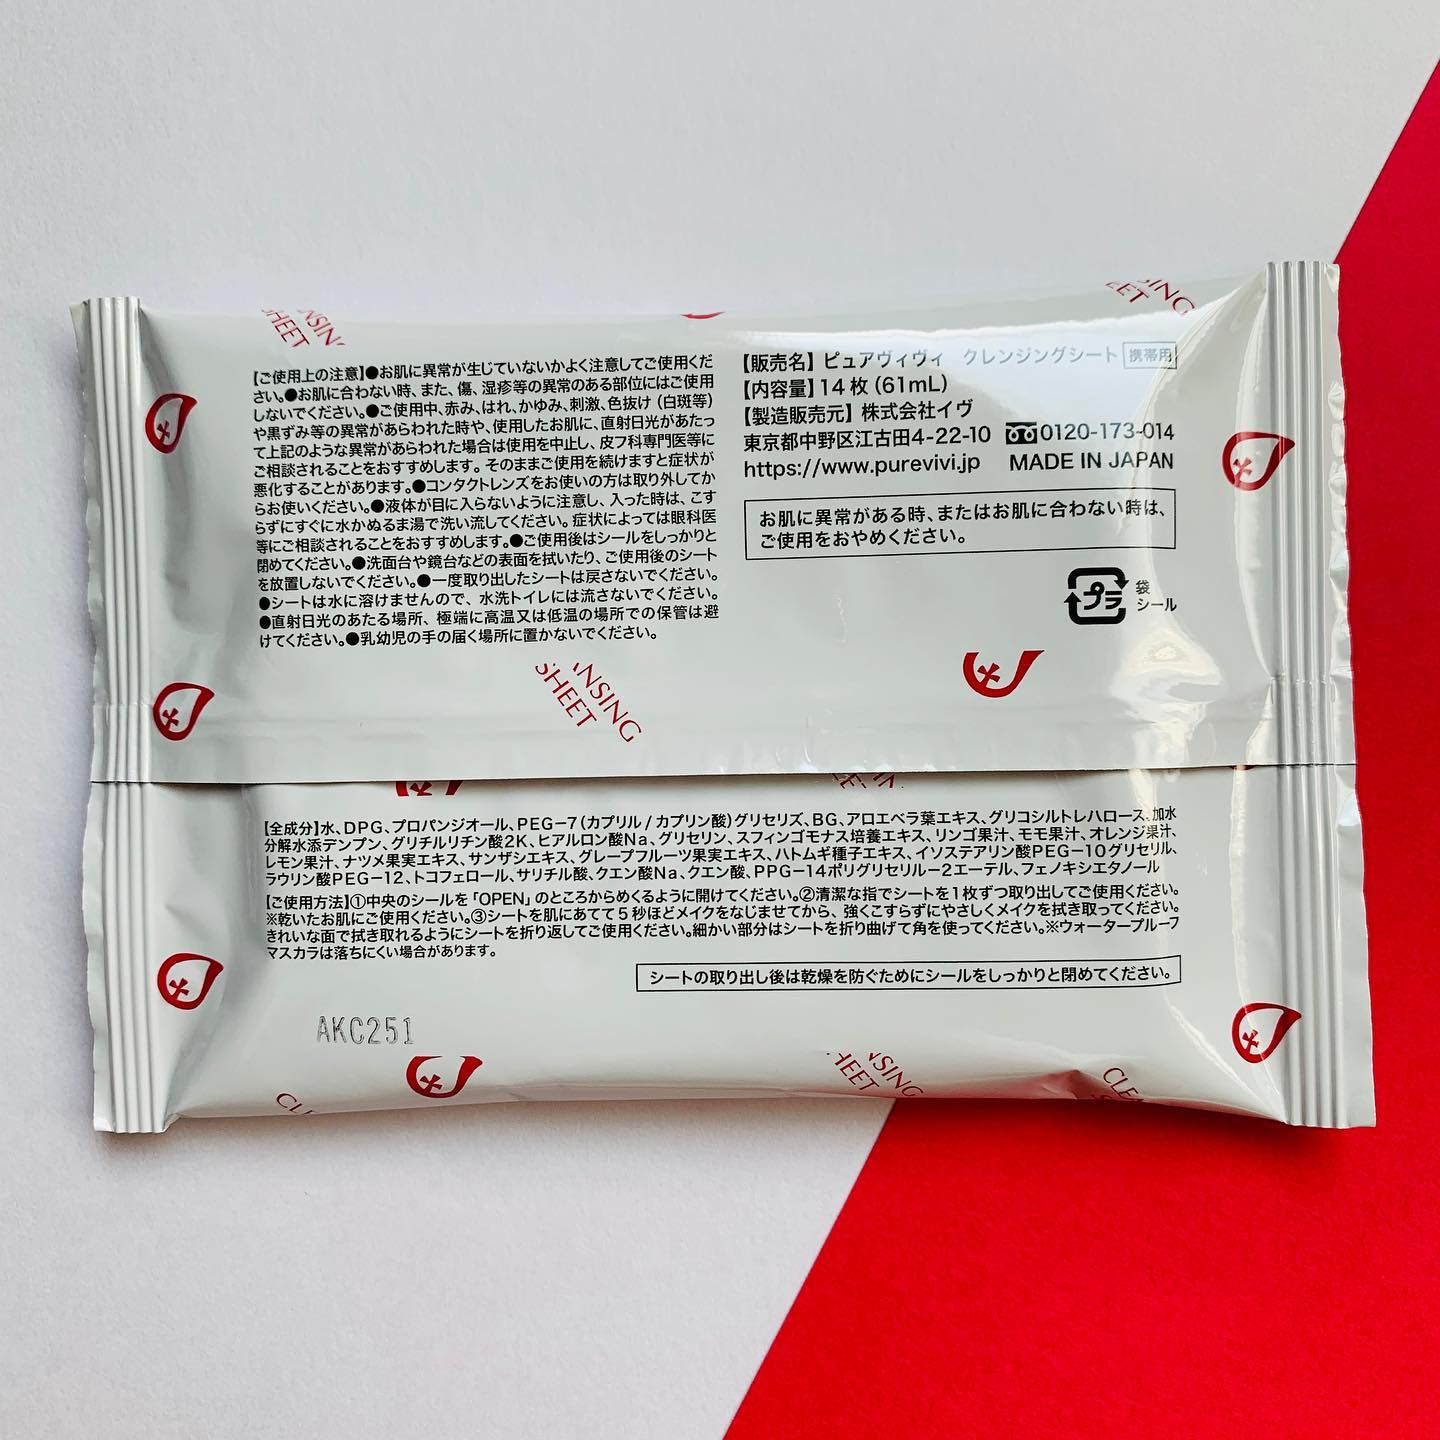 NSING
SHEET
SING
EET
【ご使用上の注意】●お肌に異常が生じていないかよく注意してご使用くだ
さい。●お肌に合わない時、また、傷、湿疹等の異常のある部位にはご使用
しないでください。●ご使用中、赤み、はれ、かゆみ、刺激、色抜け（白斑等）
や黒ずみ等の異常があらわれた時や、使用したお肌に、直射日光があたっ
て上記のような異常があらわれた場合は使用を中止し、皮フ科専門医等に
ご相談されることをおすすめします。そのままご使用を続けますと症状が
悪化することがあります。●コンタクトレンズをお使いの方は取り外してか
らお使いください。●液体が目に入らないように注意し、入った時は、こす
らずにすぐに水かぬるま湯で洗い流してください。症状によっては眼科医
等にご相談されることをおすすめします。●ご使用後はシールをしっかりと
閉めてください。●洗面台や鏡台などの表面を拭いたり、ご使用後のシート
を放置しないでください。●一度取り出したシートは戻さないでください。
●シートは水に溶けませんので、水洗トイレには流さないでください。
●直射日光のあたる場所、極端に高温又は低温の場所での保管は避
けてください。●乳幼児の手の届く場所に置かないでください。
【販売名】ピュアヴィヴィ クレンジングシート 携帯用
【内容量】14枚（61mL）
【製造販売元】株式会社イヴ
東京都中野区江古田4-22-10 0120-173-014
https://www.purevivi.jp MADE IN JAPAN
お肌に異常がある時、またはお肌に合わない時は、
ご使用をおやめください。
プラ
袋
シール
NSING
SHEET
【全成分】水、DPG、プロパンジオール、PEG-7（カプリル/カプリン酸）グリセリズ、BG、アロエベラ葉エキス、グリコシルトレハロース、加水
分解水添デンプン、グリチルリチン酸2K、ヒアルロン酸Na、グリセリン、スフィンゴモナス培養エキス、リンゴ果汁、モモ果汁、オレンジ果汁、
レモン果汁、ナツメ果実エキス、サンザシエキス、グレープフルーツ果実エキス、ハトムギ種子エキス、イソステアリン酸PEG-10グリセリル、
ラウリン酸PEG-12、トコフェロール、サリチル酸、クエン酸Na、クエン酸、PPG-14ポリグリセリル-2エーテル、フェノキシエタノール
【ご使用方法】①中央のシールを「OPEN」のところからめくるように開けてください。②清潔な指でシートを1枚ずつ取り出してご使用ください。
※乾いたお肌にご使用ください。③シートを肌にあてて5秒ほどメイクをなじませてから、強くこすらずにやさしくメイクを拭き取ってください。
きれいな面で拭き取れるようにシートを折り返してご使用ください。細かい部分はシートを折り曲げて角を使ってください。※ウォータープルーフ
マスカラは落ちにくい場合があります。
シートの取り出し後は乾燥を防ぐためにシールをしっかりと閉めてください。
AKC251
NSING
HEET
CLE